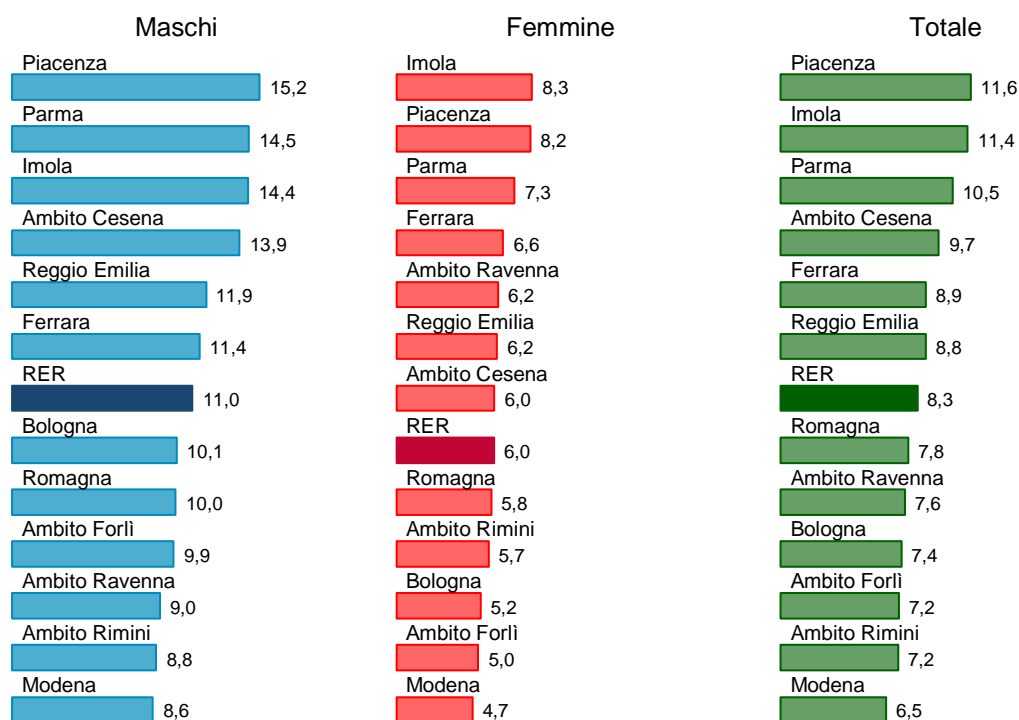 Maschi
Piacenza
15,2
Parma
14,5
Imola
14,4
Ambito Cesena
13,9
Reggio Emilia
11,9
Ferrara
11,4
RER
11,0
Bologna
10,1
Romagna
10,0
Ambito Forlì
9,9
Ambito Ravenna
9,0
Ambito Rimini
8,8
Modena
8,6
Femmine
Imola
8,3
Piacenza
8,2
Parma
7,3
Ferrara
6,6
Ambito Ravenna
6,2
Reggio Emilia
6,2
Ambito Cesena
6,0
RER
6,0
Romagna
5,8
Ambito Rimini
5,7
Bologna
5,2
Ambito Forlì
5,0
Modena
4,7
Totale
Piacenza
11,6
Imola
11,4
Parma
10,5
Ambito Cesena
9,7
Ferrara
8,9
Reggio Emilia
8,8
RER
8,3
Romagna
7,8
Ambito Ravenna
7,6
Bologna
7,4
Ambito Forlì
7,2
Ambito Rimini
7,2
Modena
6,5